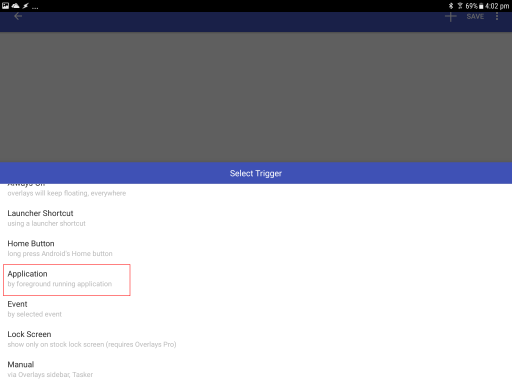 ... 69% 4:02 pm
SAVE
Select Trigger
Always On
overlays will keep floating, everywhere
Launcher Shortcut
using a launcher shortcut
Home Button
long press Android's Home button
Application
by foreground running application
Event
by selected event
Lock Screen
show only on stock lock screen (requires Overlays Pro)
Manual
via Overlays sidebar, Tasker